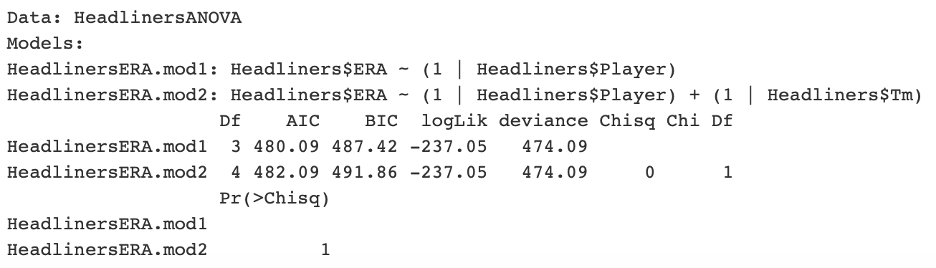 Data: HeadlinersANOVA
Models:
HeadlinersERA.mod1: Headliners$ERA ~ (1 | Headliners$Player)
HeadlinersERA.mod2: Headliners$ERA ~ (1 | Headliners$Player) + (1 | Headliners$Tm)
Df AIC BIC logLik deviance Chisq Chi Df
HeadlinersERA.mod1 3 480.09 487.42 -237.05 474.09
HeadlinersERA.mod2 4 482.09 491.86 -237.05 474.09 0 1
Pr(>Chisq)
HeadlinersERA.mod1
HeadlinersERA.mod2 1